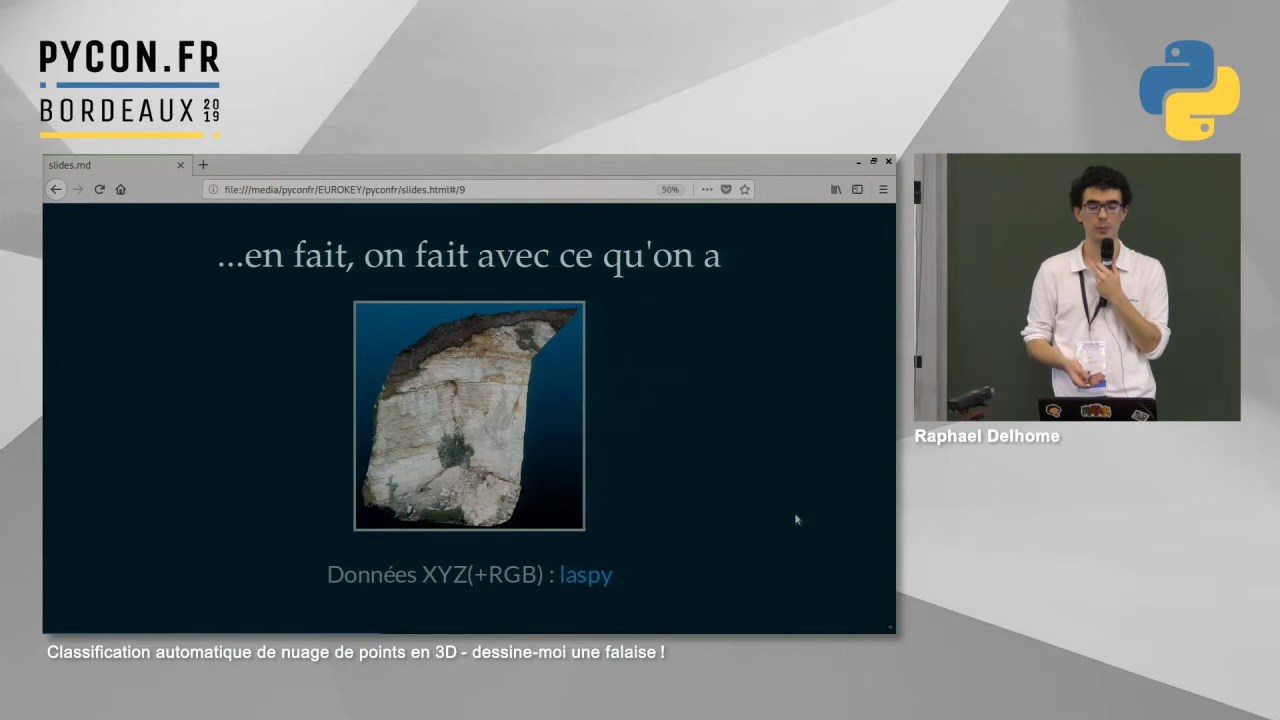 PYCON.FR
BORDEAUX 2019
slides.md
file:///media/pyconfr/EUROKEY/pyconfr/slides.html#/9
50%
...en fait, on fait avec ce qu'on a
Données XYZ(+RGB) : laspy
Raphael Delhome
Classification automatique de nuage de points en 3D - dessine-moi une falaise !